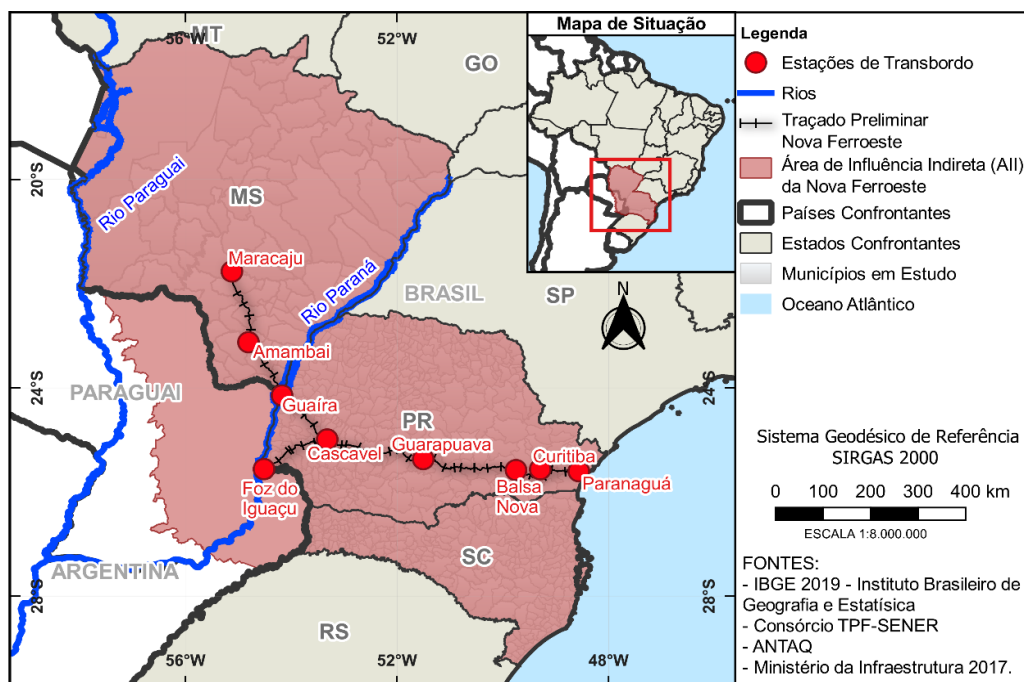 Mapa de Situação
56°W
52°W
MT
GO
20°S
Rio Paraguai
MS
Maracaju
Rio Paraná
BRASIL
SP
N
Amambai
24°S
24°S
PARAGUAI
Guaíra
PR
Cascavel
Guarapuava
Curitiba
Foz do
Iguaçu
Balsa
Nova
Paranaguá
SC
ARGENTINA
28°S
28°S
RS
56°W
52°W
48°W
Legenda
Estações de Transbordo
Rios
Traçado Preliminar
Nova Ferroeste
Área de Influência Indireta (AII)
da Nova Ferroeste
Países Confrontantes
Estados Confrontantes
Municípios em Estudo
Oceano Atlântico
Sistema Geodésico de Referência
SIRGAS 2000
0 100 200 300 400 km
ESCALA 1:8.000.000
FONTES:
- IBGE 2019 - Instituto Brasileiro de
Geografia e Estatísica
- Consórcio TPF-SENER
- ANTAQ
- Ministério da Infraestrutura 2017.